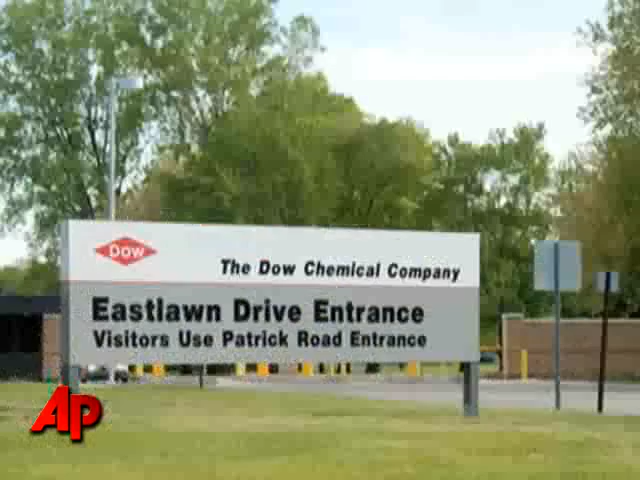 Dow
The Dow Chemical Company
Eastlawn Drive Entrance
Visitors Use Patrick Road Entrance
AP